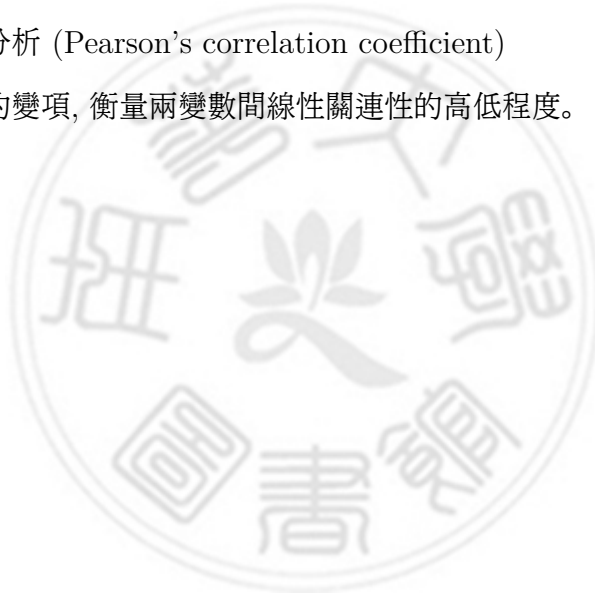 分析 (Pearson's correlation coefficient)
的變項, 衡量兩變數間線性關連性的高低程度。